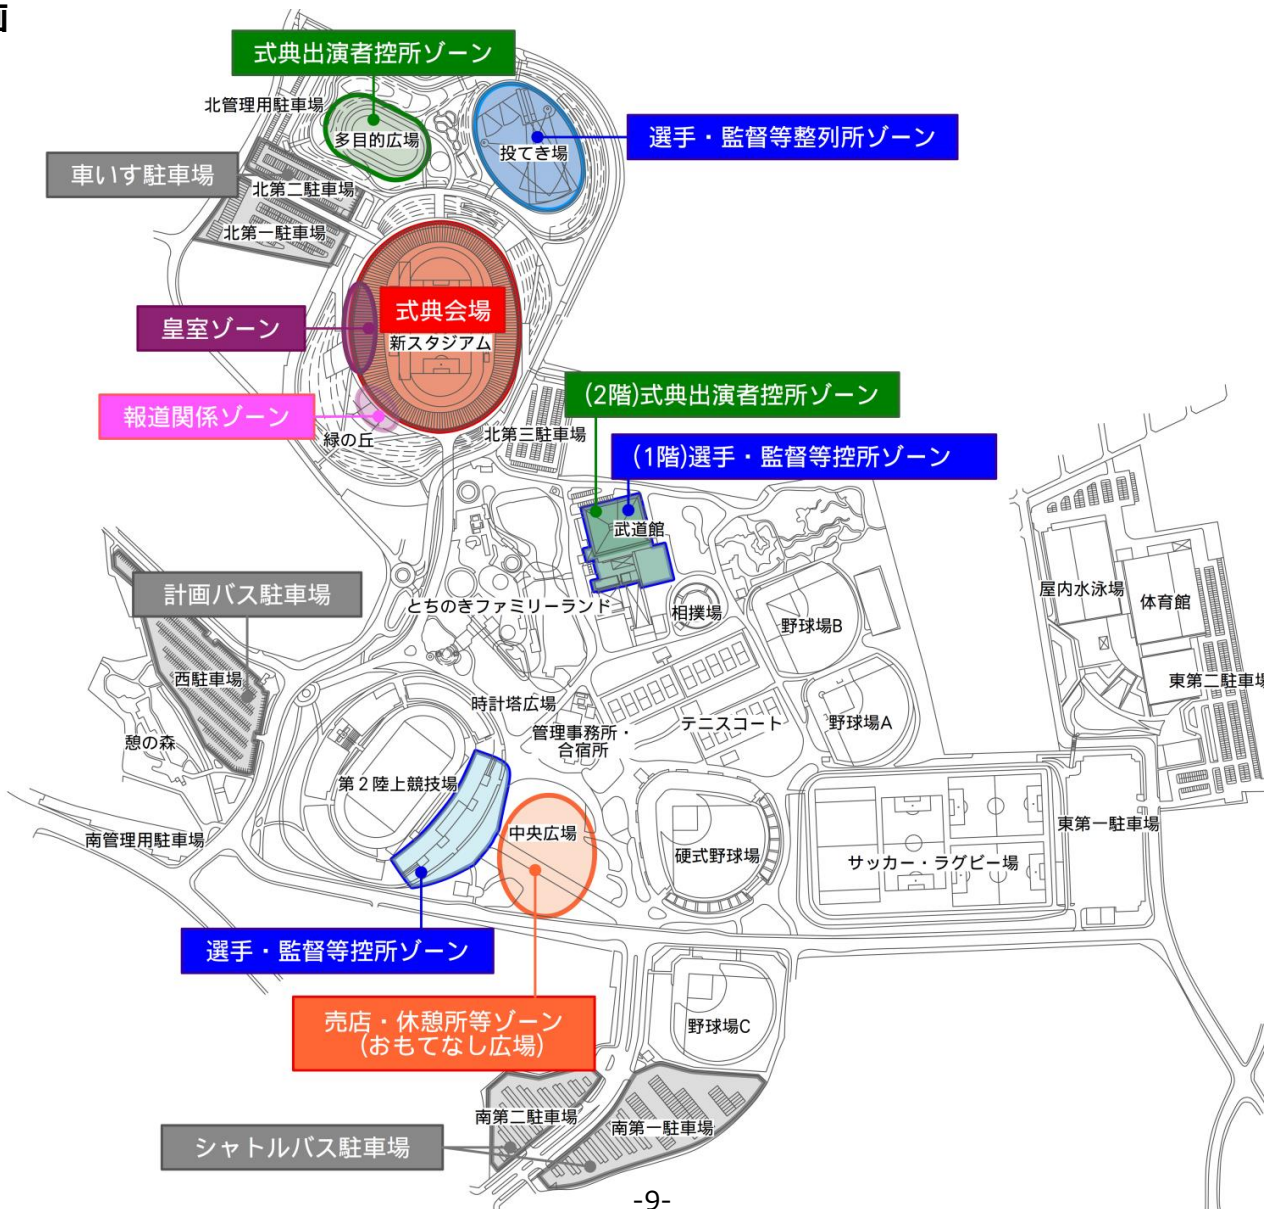 画
式典出演者控所ゾーン
北管理用駐車場
多目的広場
投てき場
選手・監督等整列所ゾーン
車いす駐車場
北第二駐車場
北第一駐車場
皇室ゾーン
式典会場
新スタジアム
報道関係ゾーン
緑の丘
北第三駐車場
(2階)式典出演者控所ゾーン
(1階)選手・監督等控所ゾーン
武道館
計画バス駐車場
とちのきファミリーランド
相撲場
野球場B
屋内水泳場
体育館
西駐車場
東第二駐車場
時計塔広場
管理事務所・
合宿所
テニスコート
野球場A
憩の森
第2陸上競技場
南管理用駐車場
中央広場
硬式野球場
サッカー・ラグビー場
東第一駐車場
選手・監督等控所ゾーン
売店・休憩所等ゾーン
(おもてなし広場)
野球場C
南第二駐車場
南第一駐車場
シャトルバス駐車場
-9-